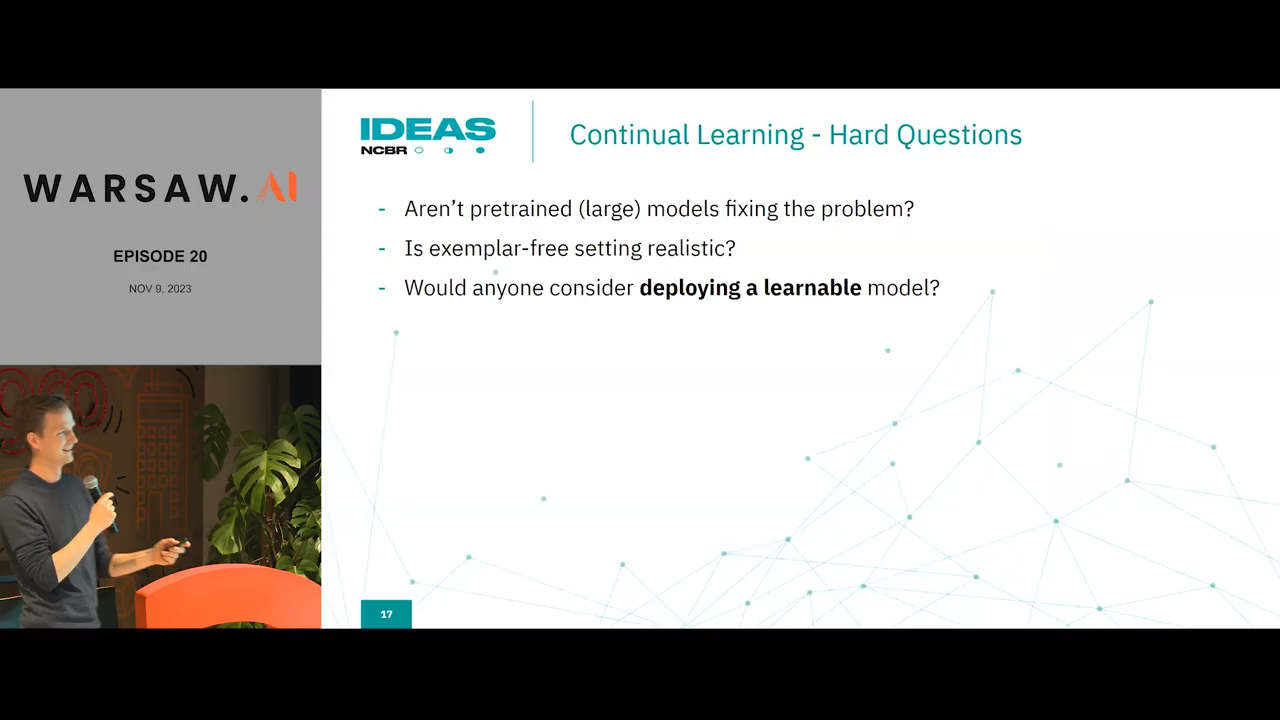 WARSAW.AI
EPISODE 20
NOV 9, 2023
IDEAS
NCBR
Continual Learning - Hard Questions
- Aren't pretrained (large) models fixing the problem?
- Is exemplar-free setting realistic?
- Would anyone consider deploying a learnable model?
17